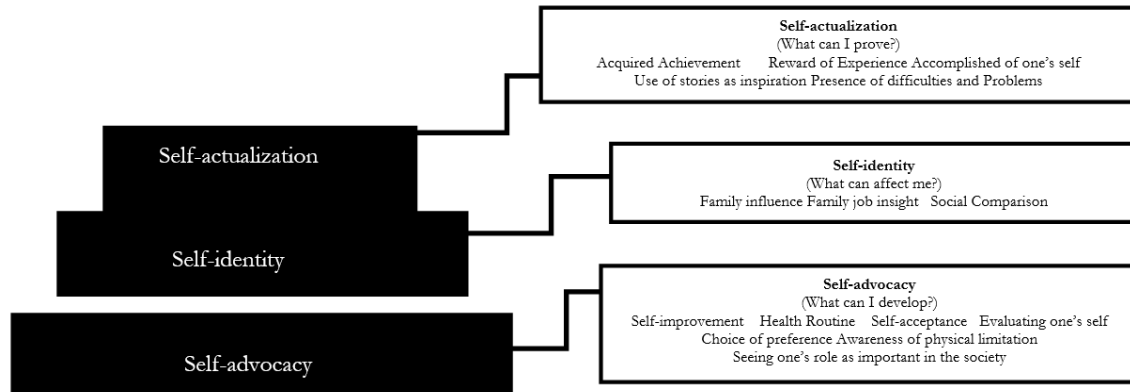 Self-actualization
(What can I prove?)
Acquired Achievement Reward of Experience Accomplished of one's self
Use of stories as inspiration Presence of difficulties and Problems
Self-actualization
Self-identity
(What can affect me?)
Family influence Family job insight Social Comparison
Self-identity
Self-advocacy
(What can I develop?)
Self-improvement Health Routine Self-acceptance Evaluating one's self
Choice of preference Awareness of physical limitation
Seeing one's role as important in the society
Self-advocacy